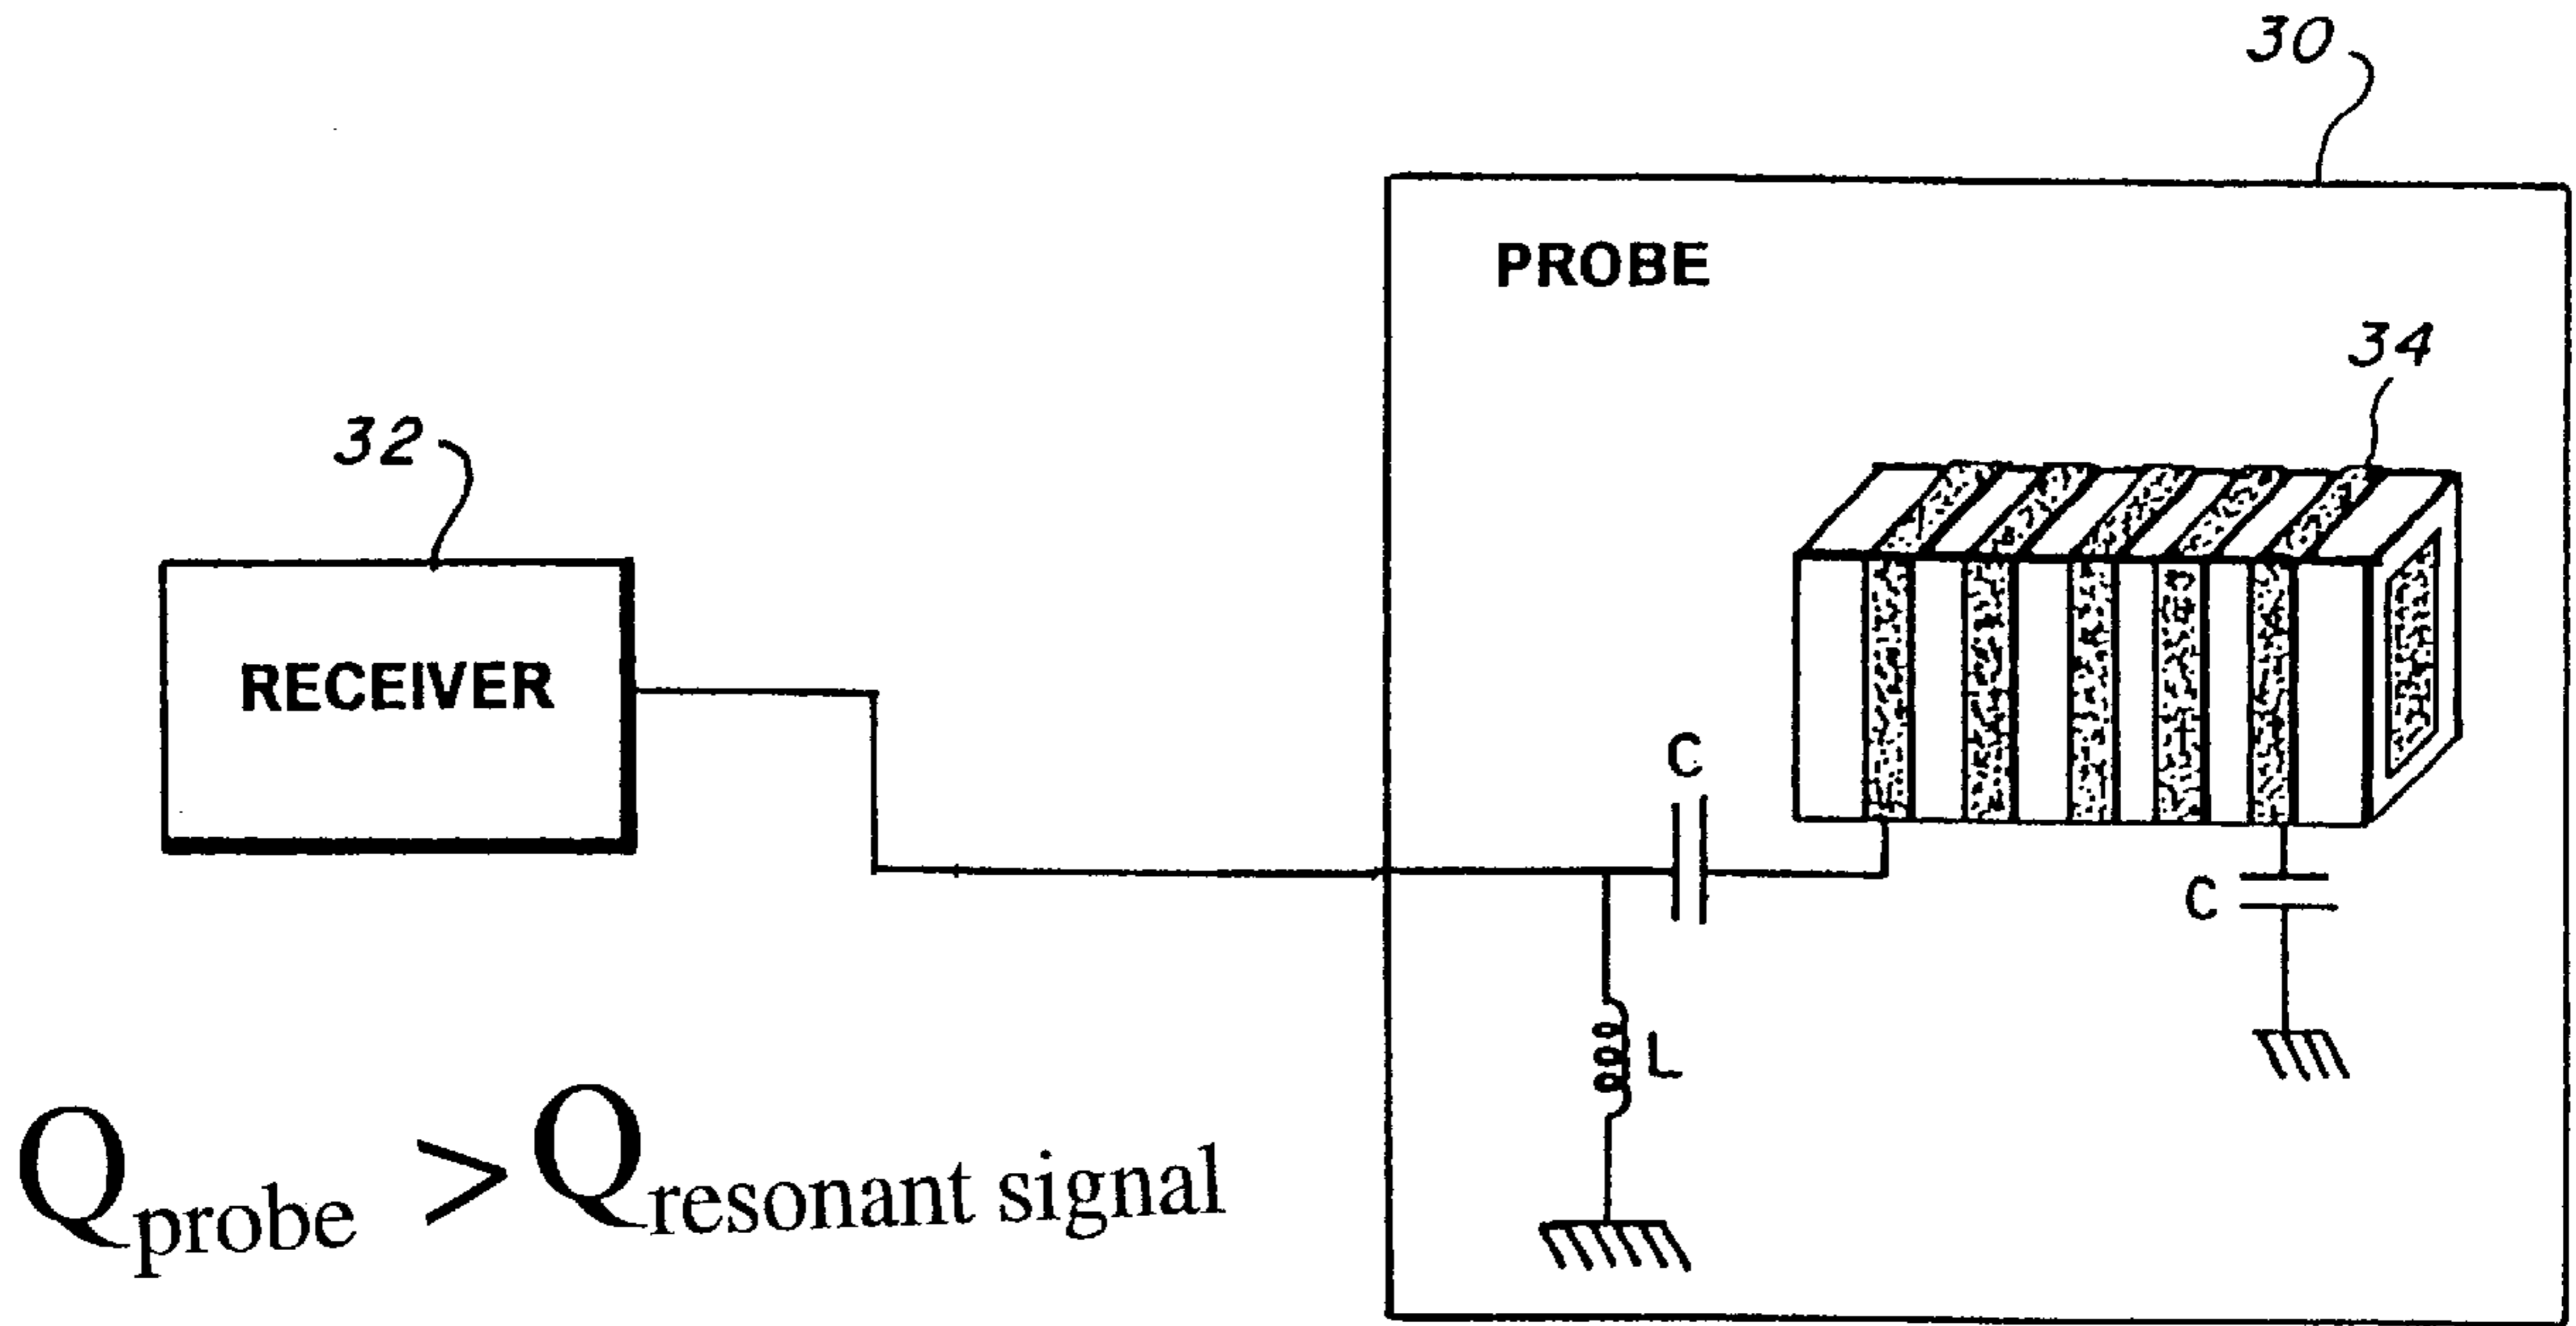 30
PROBE
34
32
RECEIVER
C
C
L
Qprobe > Qresonant signal